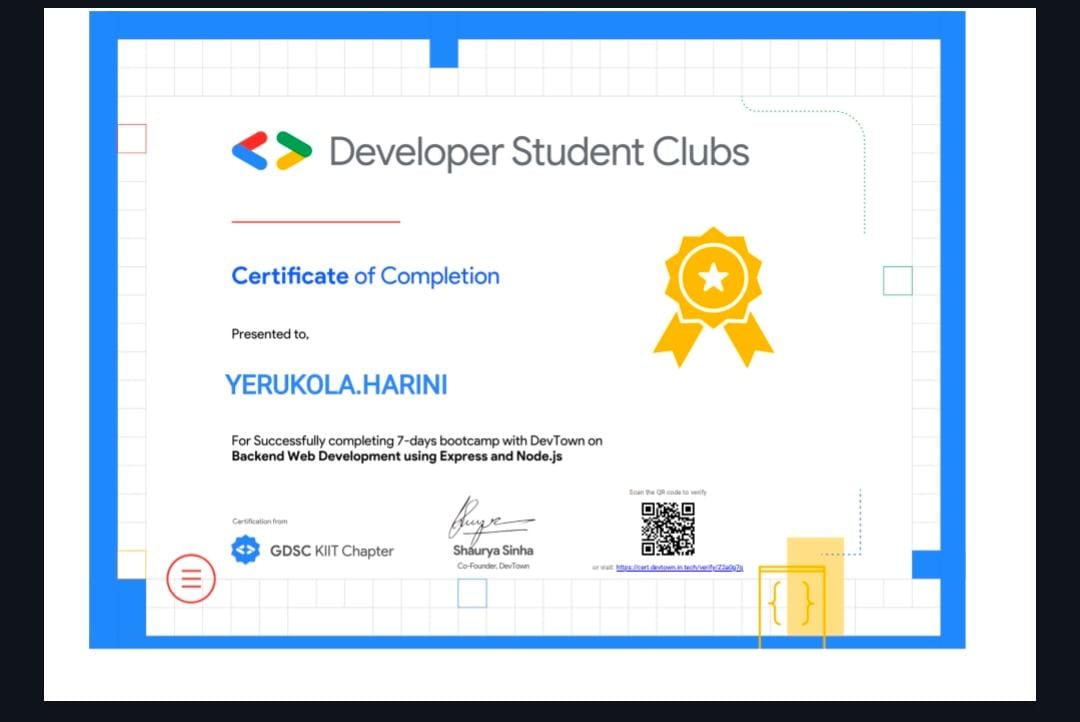 Developer Student Clubs
Certificate of Completion
Presented to,
YERUKOLA.HARINI
For Successfully completing 7-days bootcamp with DevTown on
Backend Web Development using Express and Node.js
Certification from
GDSC KIIT Chapter
Shaurya Sinha
Co-Founder, DevTown
Scan the QR code to verify
or visit: https://cert.devtown.in.tech/verify/
{ }